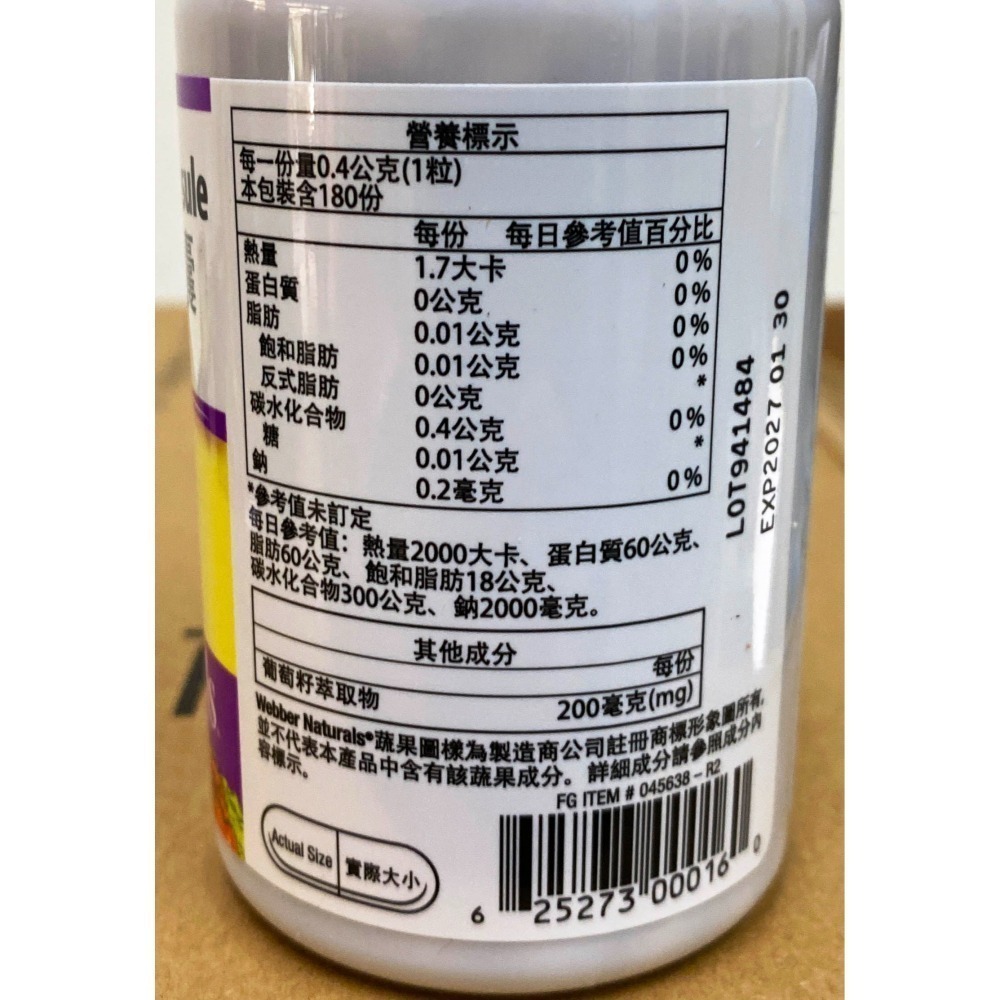 ule
囊
營養標示
每一份量0.4公克(1粒)
本包裝含180份
每份 每日參考值百分比
熱量 1.7大卡 0%
蛋白質 0公克 0%
脂肪 0.01公克 0%
飽和脂肪 0.01公克 0%
反式脂肪 0公克 *
碳水化合物 0.4公克 0%
糖 0.01公克 *
鈉 0.2毫克 0%
*參考值未訂定
每日參考值：熱量2000大卡、蛋白質60公克、
脂肪60公克、飽和脂肪18公克、
碳水化合物300公克、鈉2000毫克。
其他成分 每份
葡萄籽萃取物 200毫克(mg)
Webber Naturals®蔬果圖樣為製造商公司註冊商標形象圖所有,
並不代表本產品中含有該蔬果成分。詳細成分請參照成分內
容標示。
FG ITEM # 045638 – R2
Actual Size 實際大小
6 25273 00016 0
LOT941484
EXP2027 01 30